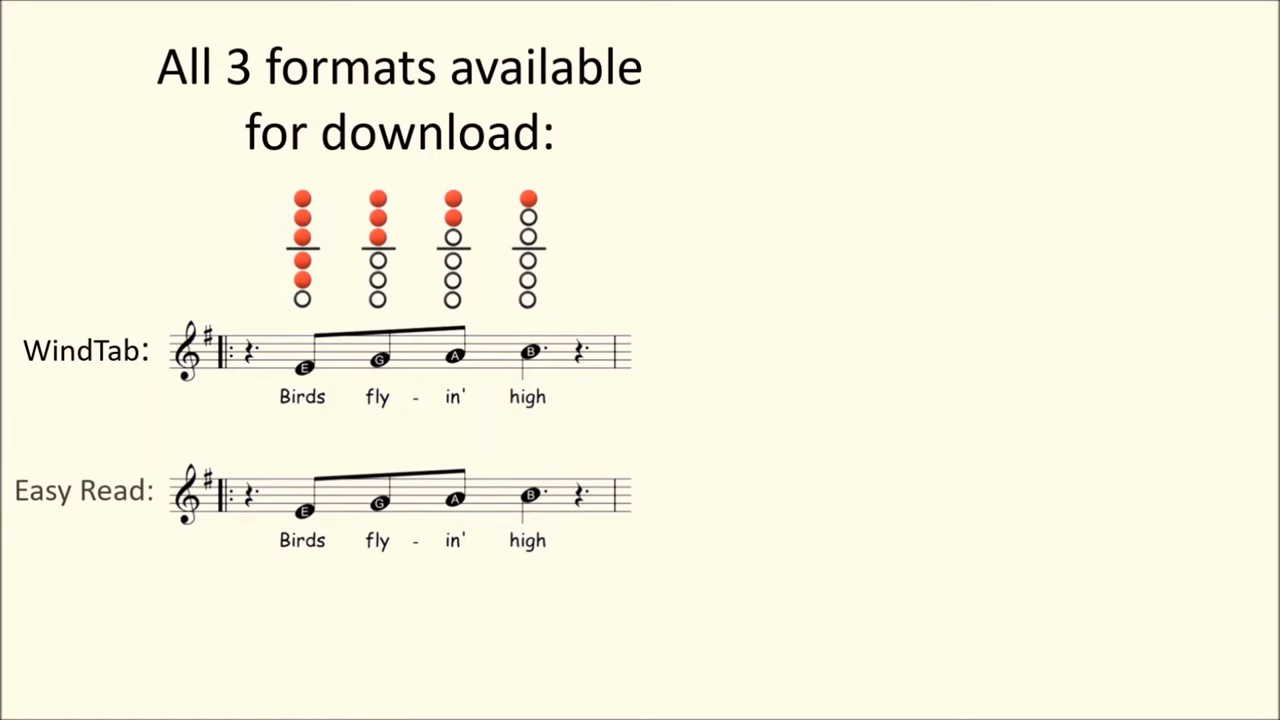 All 3 formats available
for download:
WindTab:
E G A B
Birds fly - in' high
Easy Read:
E G A B
Birds fly - in' high